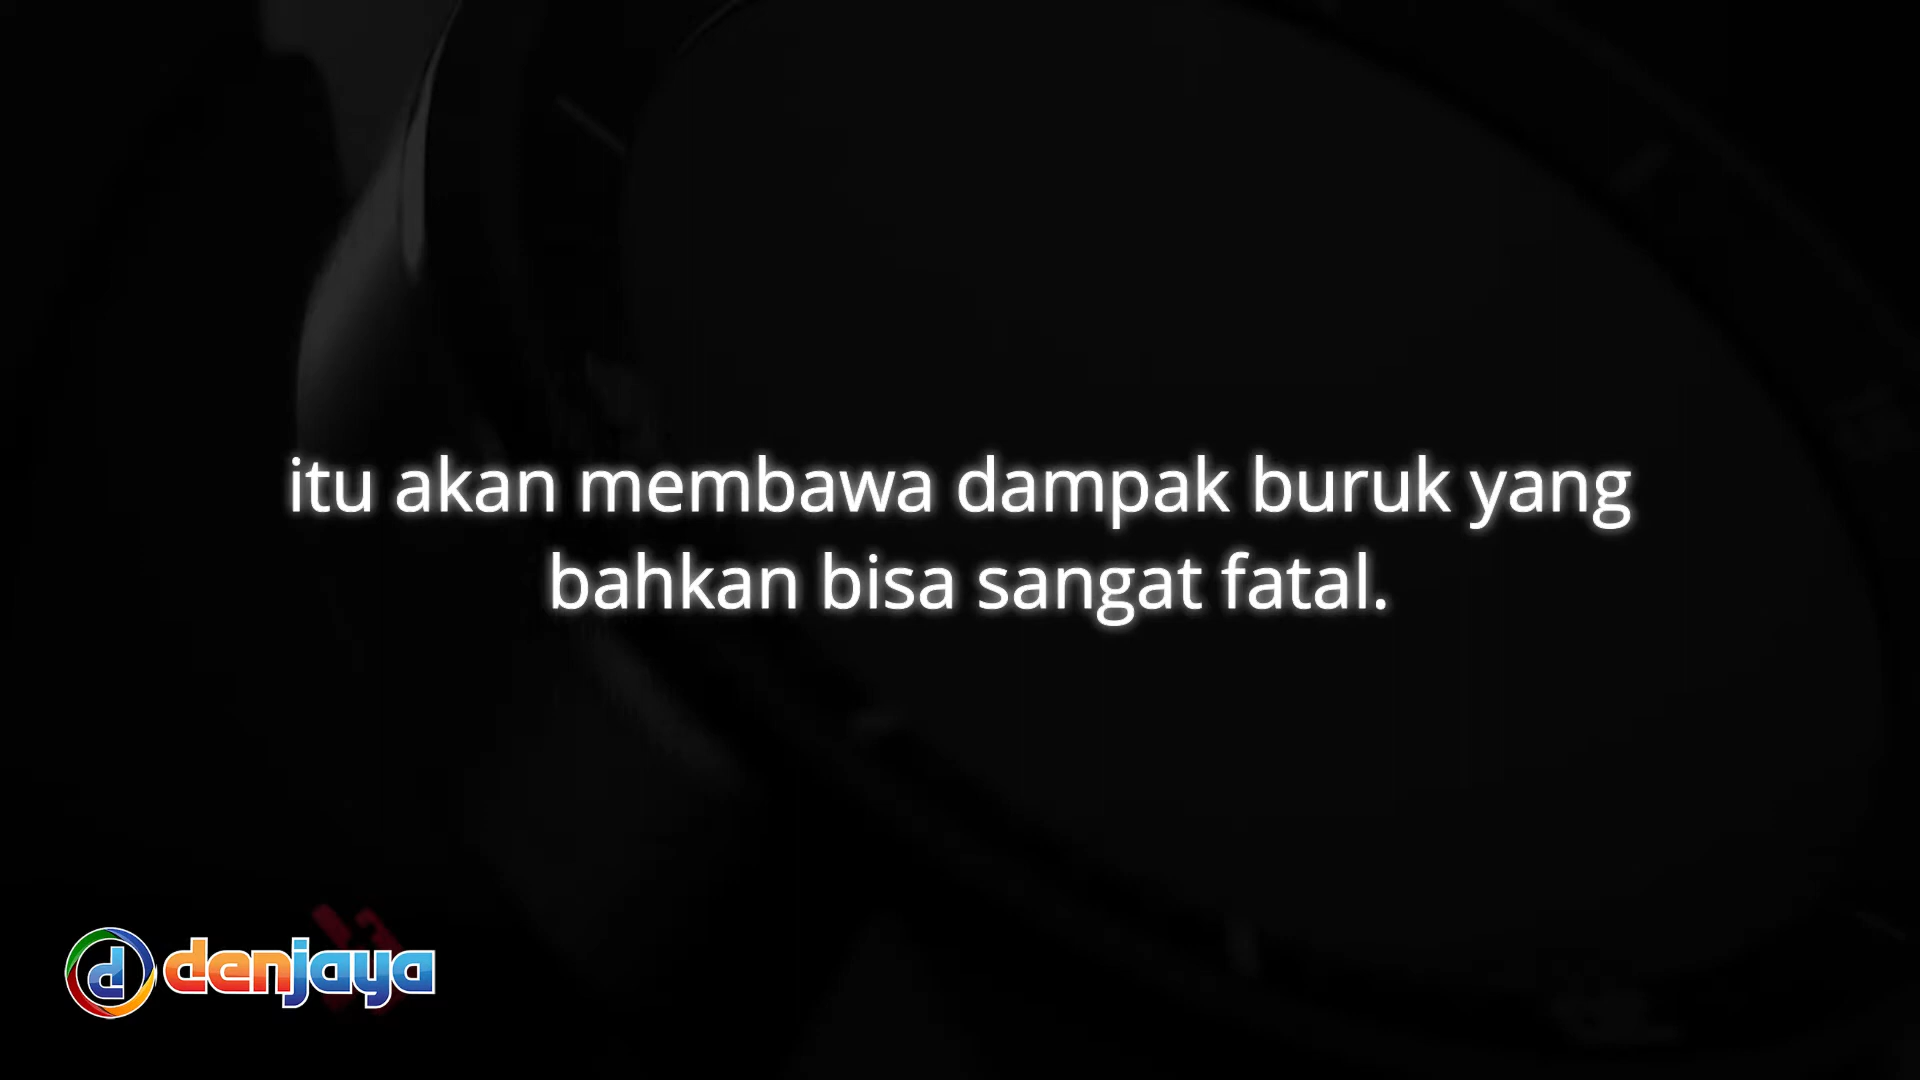 itu akan membawa dampak buruk yang
bahkan bisa sangat fatal.
d denjaya